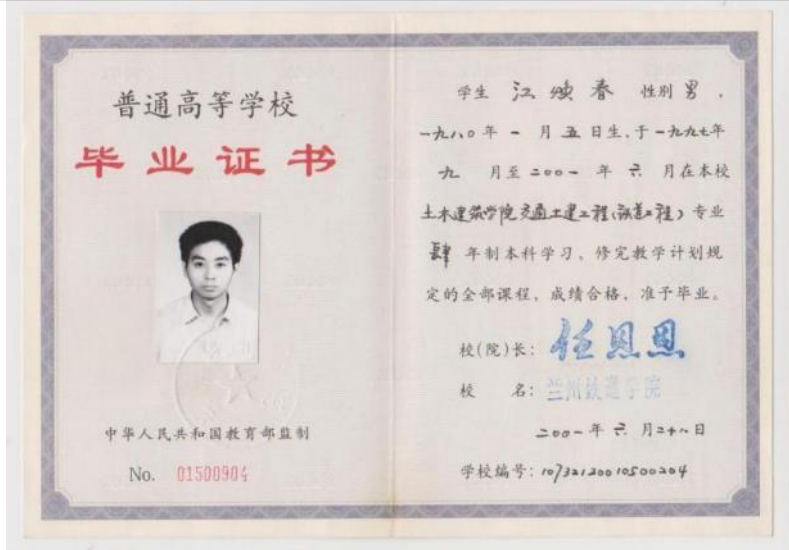 普通高等学校
毕业证书
中华人民共和国教育部监制
No. 01500904
学生 江焕春 性别 男，
一九八〇年 一 月 五 日生，于 一九九七年
九 月至 二〇〇一 年 六 月在本校
土木建筑学院交通土建工程(铁道工程) 专业
肆 年制本科学习，修完教学计划规
定的全部课程，成绩合格，准予毕业。
校(院)长: 任恩恩
校 名: 兰州铁道学院
二〇〇一 年 六 月二十八日
学校编号: 10732120010500204